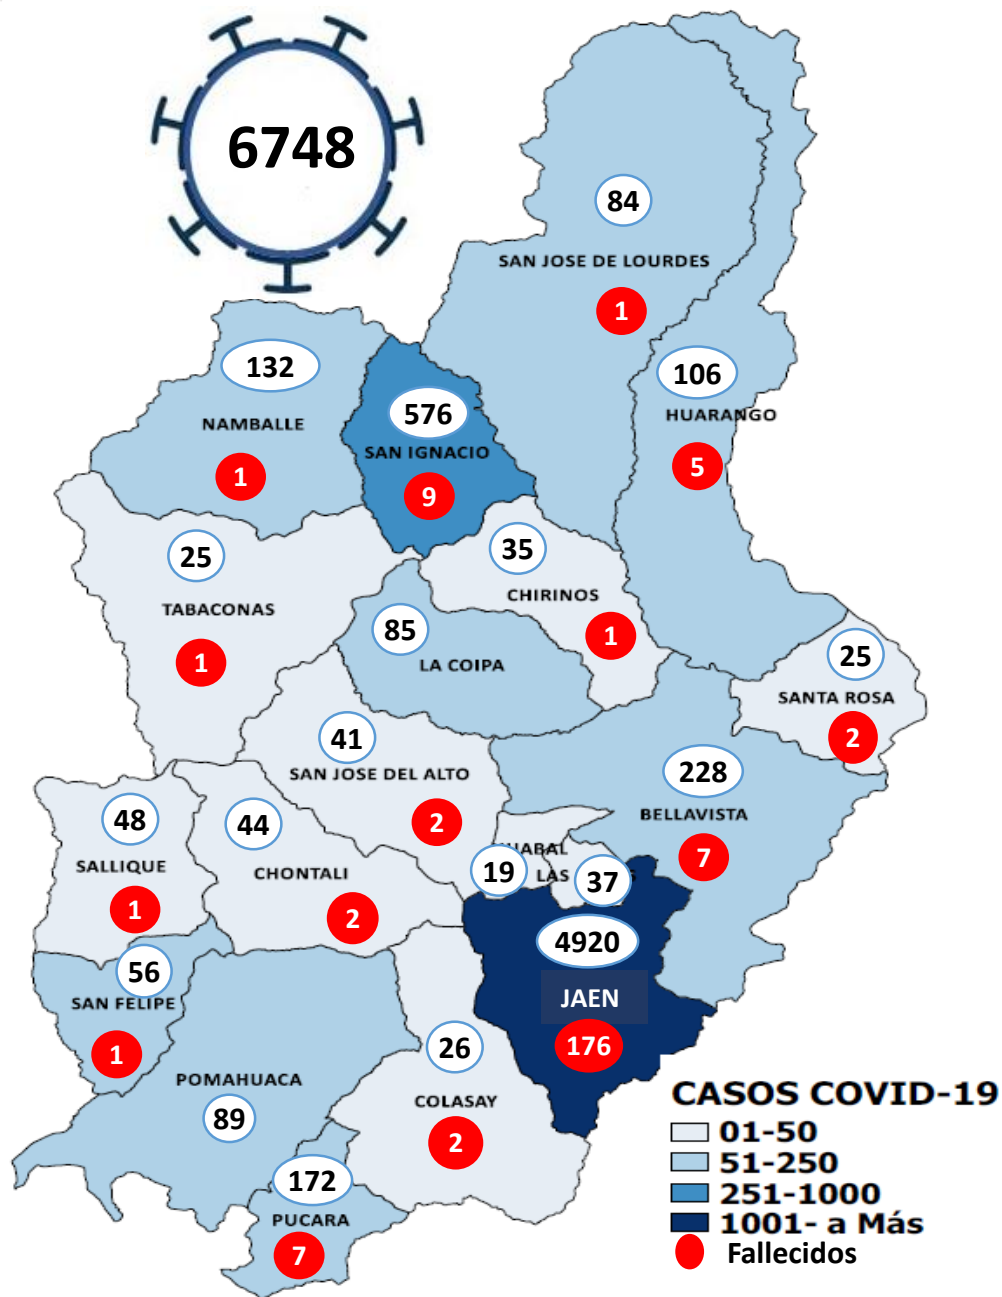 6748
84
SAN JOSE DE LOURDES
1
132
NAMBALLE
1
576
SAN IGNACIO
9
106
HUARANGO
5
25
TABACONAS
1
35
CHIRINOS
1
85
LA COIPA
25
SANTA ROSA
2
41
SAN JOSE DEL ALTO
2
228
BELLAVISTA
7
48
SALLIQUE
1
44
CHONTALI
2
19
LAS
37
4920
JAEN
176
56
SAN FELIPE
1
POMAHUACA
89
26
COLASAY
2
172
PUCARA
7
CASOS COVID-19
01-50
51-250
251-1000
1001- a Más
Fallecidos